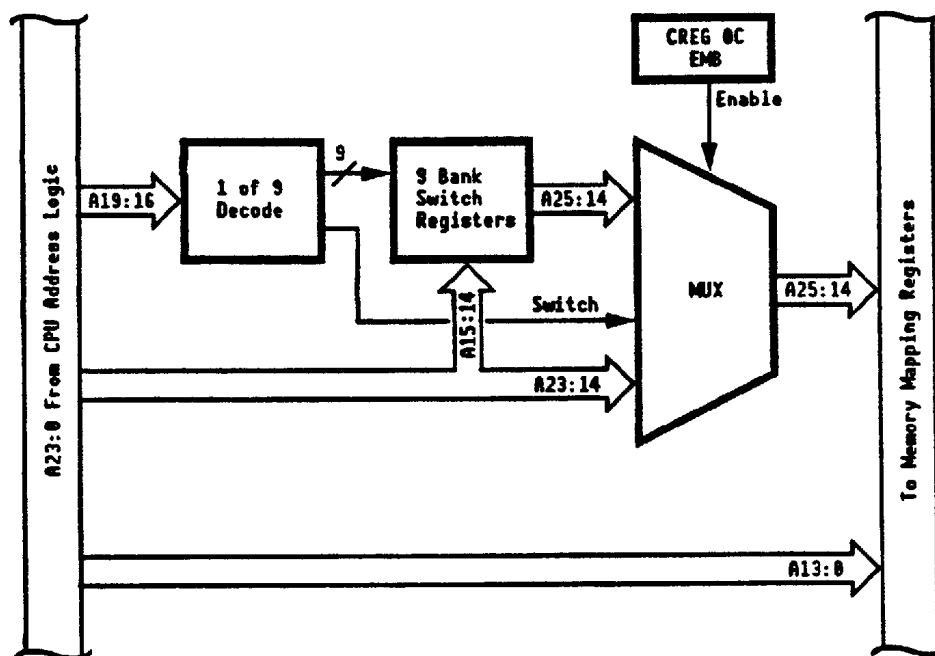 CREG 0C
EMB
Enable
9
1 of 9
Decode
9 Bank
Switch
Registers
A19:16
A25:14
A15:14
Switch
MUX
A25:14
A23:14
A13:0
A23:0 From CPU Address Logic
To Memory Mapping Registers